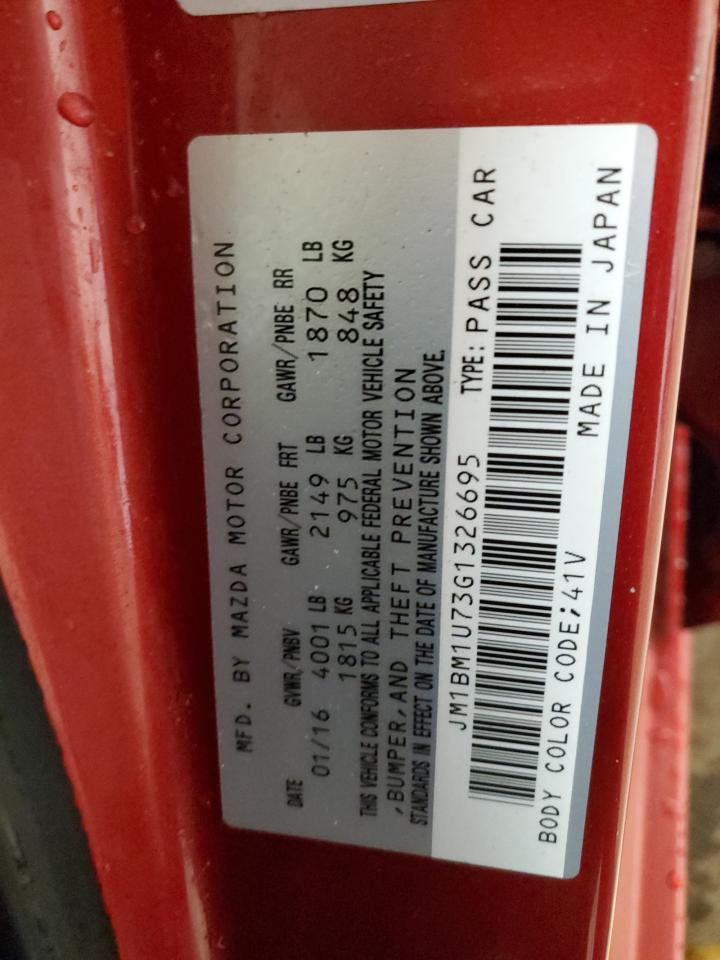 MFD. BY MAZDA MOTOR CORPORATION
DATE GVWR/PNBV GAWR/PNBE FRT GAWR/PNBE RR
01/16 4001 LB 2149 LB 1870 LB
1815 KG 975 KG 848 KG
THIS VEHICLE CONFORMS TO ALL APPLICABLE FEDERAL MOTOR VEHICLE SAFETY
,BUMPER,AND THEFT PREVENTION
STANDARDS IN EFFECT ON THE DATE OF MANUFACTURE SHOWN ABOVE.
JM1BM1U73G1326695 TYPE: PASS CAR
BODY COLOR CODE;41V MADE IN JAPAN